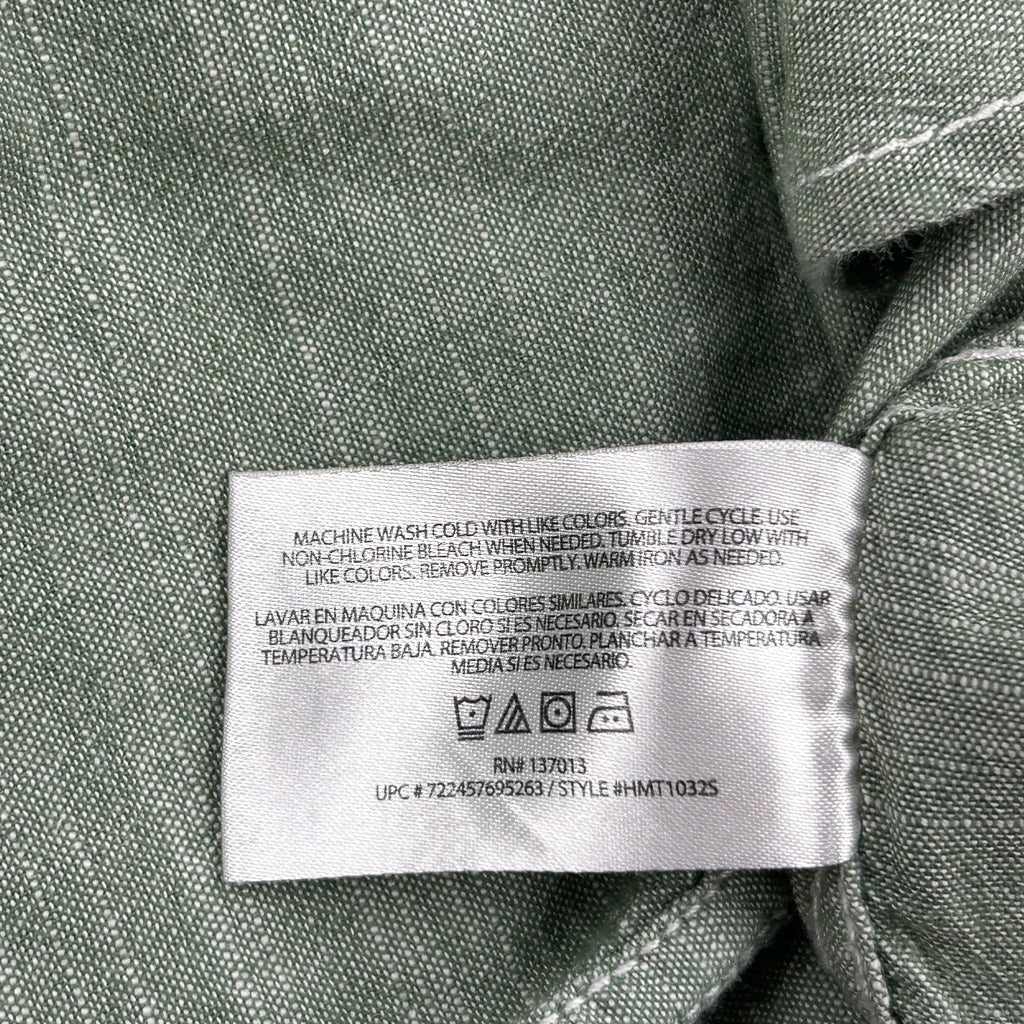 MACHINE WASH COLD WITH LIKE COLORS. GENTLE CYCLE. USE
NON-CHLORINE BLEACH WHEN NEEDED. TUMBLE DRY LOW WITH
LIKE COLORS. REMOVE PROMPTLY. WARM IRON AS NEEDED.
LAVAR EN MAQUINA CON COLORES SIMILARES. CYCLO DELICADO. USAR
BLANQUEADOR SIN CLORO SI ES NECESARIO. SECAR EN SECADORA A
TEMPERATURA BAJA. REMOVER PRONTO. PLANCHAR A TEMPERATURA
MEDIA SI ES NECESARIO.
RN# 137013
UPC # 722457695263 / STYLE #HMT1032S